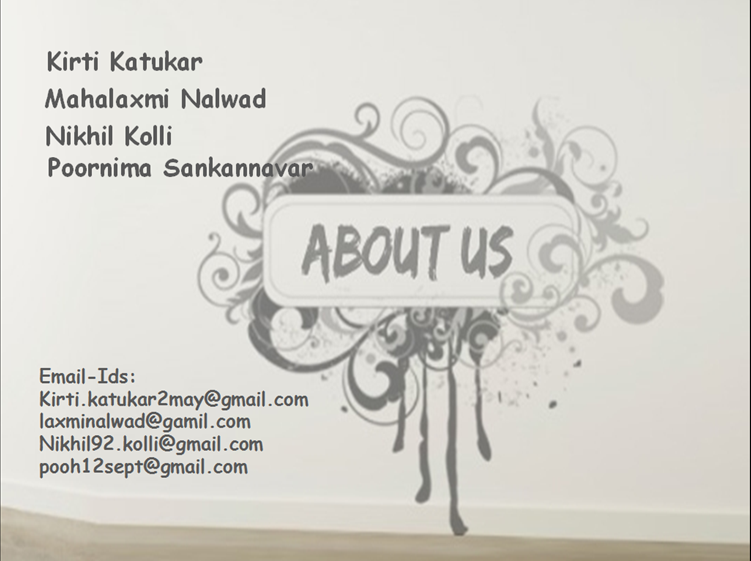 Kirti Katukar
Mahalaxmi Nalwad
Nikhil Kolli
Poornima Sankannavar
ABOUT US
Email-Ids:
Kirti.katukar2may@gmail.com
laxminalwad@gamil.com
Nikhil92.kolli@gmail.com
pooh12sept@gmail.com